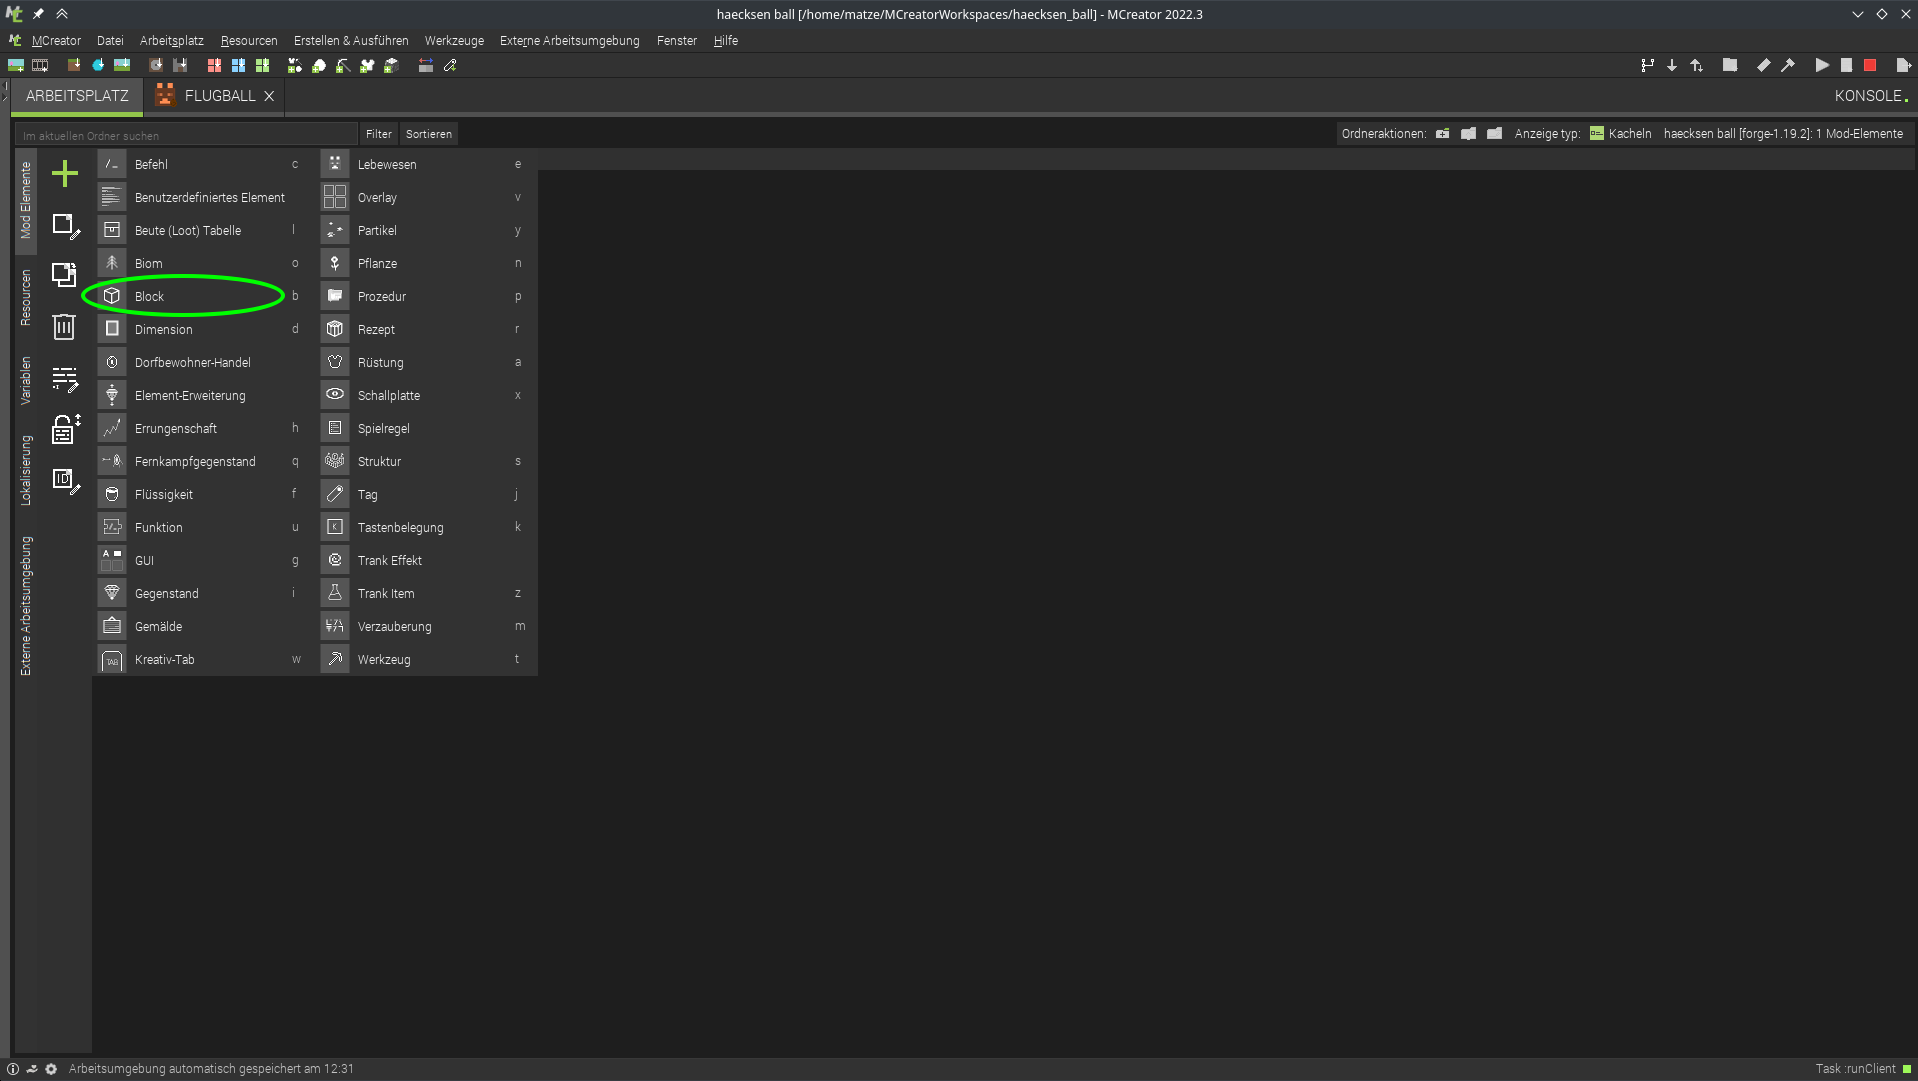 haecksen ball [/home/matze/MCreatorWorkspaces/haecksen_ball] - MCreator 2022.3
MCreator Datei Arbeitsplatz Resourcen Erstellen & Ausführen Werkzeuge Externe Arbeitsumgebung Fenster Hilfe
ARBEITSPLATZ FLUGBALL KONSOLE
Im aktuellen Ordner suchen Filter Sortieren Ordneraktionen: Anzeige typ: Kacheln haecksen ball [forge-1.19.2]: 1 Mod-Elemente
Mod Elemente
Resourcen
Variablen
Lokalisierung
Externe Arbeitsumgebung
Befehl c
Benutzerdefiniertes Element
Beute (Loot) Tabelle l
Biom o
Block b
Dimension d
Dorfbewohner-Handel
Element-Erweiterung
Errungenschaft h
Fernkampfgegenstand q
Flüssigkeit f
Funktion u
GUI g
Gegenstand i
Gemälde
Kreativ-Tab w
Lebewesen e
Overlay v
Partikel y
Pflanze n
Prozedur p
Rezept r
Rüstung a
Schallplatte x
Spielregel
Struktur s
Tag j
Tastenbelegung k
Trank Effekt
Trank Item z
Verzauberung m
Werkzeug t
Arbeitsumgebung automatisch gespeichert am 12:31 Task :runClient